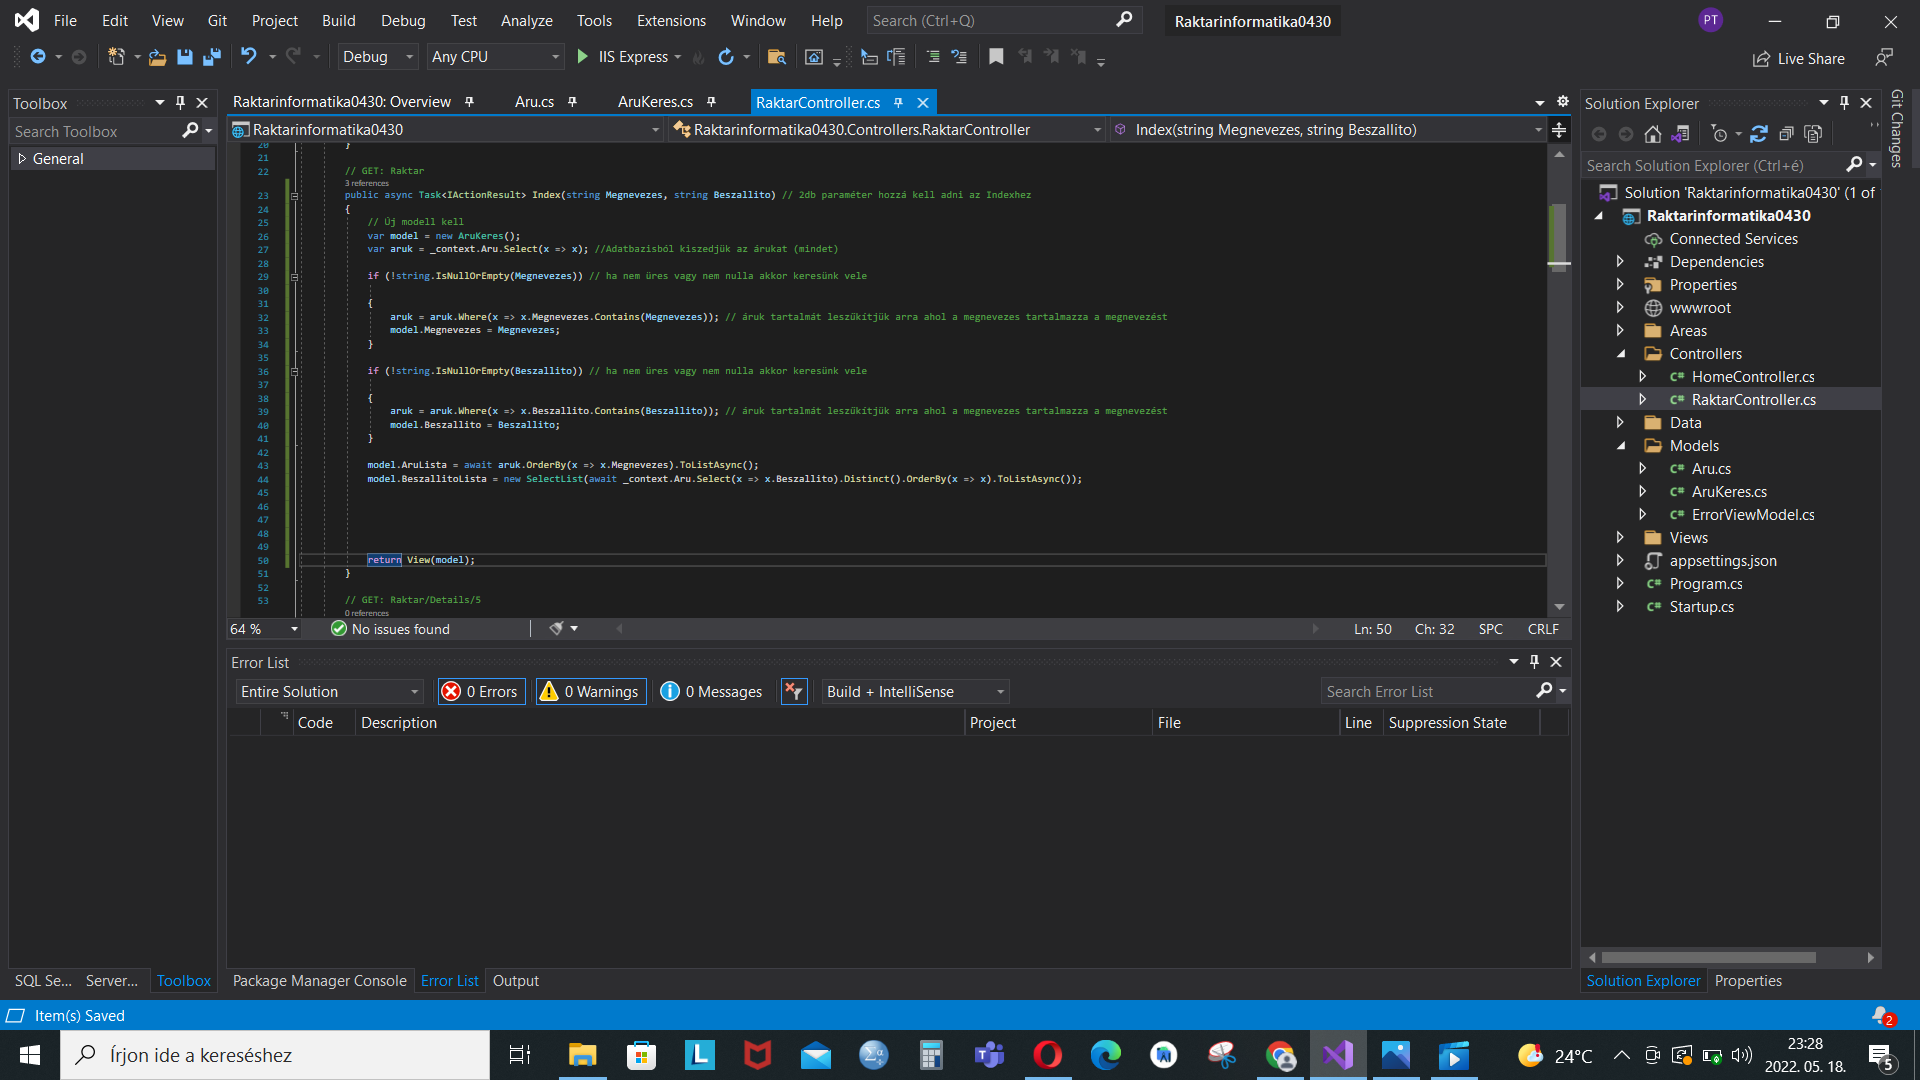 File Edit View Git Project Build Debug Test Analyze Tools Extensions Window Help Search (Ctrl+Q) Raktarinformatika0430 PT
Debug Any CPU IIS Express Live Share
Toolbox
Search Toolbox
General
Raktarinformatika0430: Overview Aru.cs AruKeres.cs RaktarController.cs
Raktarinformatika0430 Raktarinformatika0430.Controllers.RaktarController Index(string Megnevezes, string Beszallito)
20 }
21
22 // GET: Raktar
3 references
23 public async Task<IActionResult> Index(string Megnevezes, string Beszallito) // 2db paraméter hozzá kell adni az Indexhez
24 {
25 // Új modell kell
26 var model = new AruKeres();
27 var aruk = _context.Aru.Select(x => x); //Adatbazisból kiszedjük az árukat (mindet)
28
29 if (!string.IsNullOrEmpty(Megnevezes)) // ha nem üres vagy nem nulla akkor keresünk vele
30
31 {
32 aruk = aruk.Where(x => x.Megnevezes.Contains(Megnevezes)); // áruk tartalmát leszűkítjük arra ahol a megnevezes tartalmazza a megnevezést
33 model.Megnevezes = Megnevezes;
34 }
35
36 if (!string.IsNullOrEmpty(Beszallito)) // ha nem üres vagy nem nulla akkor keresünk vele
37
38 {
39 aruk = aruk.Where(x => x.Beszallito.Contains(Beszallito)); // áruk tartalmát leszűkítjük arra ahol a megnevezes tartalmazza a megnevezést
40 model.Beszallito = Beszallito;
41 }
42
43 model.AruLista = await aruk.OrderBy(x => x.Megnevezes).ToListAsync();
44 model.BeszallitoLista = new SelectList(await _context.Aru.Select(x => x.Beszallito).Distinct().OrderBy(x => x).ToListAsync());
45
46
47
48
49
50 return View(model);
51 }
52
53 // GET: Raktar/Details/5
0 references
64 % No issues found Ln: 50 Ch: 32 SPC CRLF
Error List
Entire Solution 0 Errors 0 Warnings 0 Messages Build + IntelliSense Search Error List
Code Description Project File Line Suppression State
Solution Explorer
Search Solution Explorer (Ctrl+é)
Solution 'Raktarinformatika0430' (1 of
Raktarinformatika0430
Connected Services
Dependencies
Properties
wwwroot
Areas
Controllers
C# HomeController.cs
C# RaktarController.cs
Data
Models
C# Aru.cs
C# AruKeres.cs
C# ErrorViewModel.cs
Views
appsettings.json
C# Program.cs
C# Startup.cs
Git Changes
SQL Se... Server... Toolbox
Package Manager Console Error List Output
Solution Explorer Properties
Item(s) Saved 2
Írjon ide a kereséshez
L
24°C
23:28
2022. 05. 18.
5